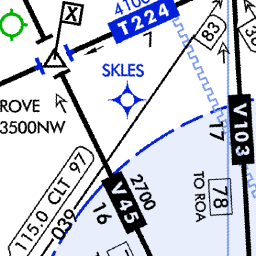 X
4100
T224
7
83
SKLES
ROVE
3500NW
V103
17
115.0 CLT 97
039
2700
V45
16
78
TO ROA